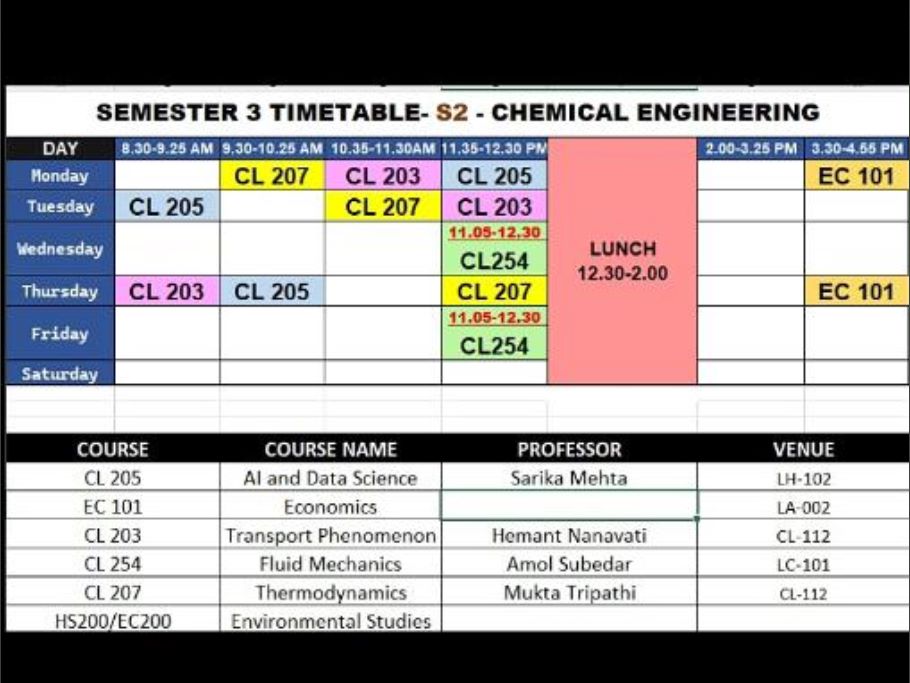 SEMESTER 3 TIMETABLE- S2 - CHEMICAL ENGINEERING
DAY 8.30-9.25 AM 9.30-10.25 AM 10.35-11.30AM 11.35-12.30 PM 2.00-3.25 PM 3.30-4.55 PM
Monday CL 207 CL 203 CL 205 EC 101
Tuesday CL 205 CL 207 CL 203
Wednesday 11.05-12.30 CL254
LUNCH
12.30-2.00
Thursday CL 203 CL 205 CL 207 EC 101
Friday 11.05-12.30 CL254
Saturday
COURSE COURSE NAME PROFESSOR VENUE
CL 205 AI and Data Science Sarika Mehta LH-102
EC 101 Economics LA-002
CL 203 Transport Phenomenon Hemant Nanavati CL-112
CL 254 Fluid Mechanics Amol Subedar LC-101
CL 207 Thermodynamics Mukta Tripathi CL-112
HS200/EC200 Environmental Studies